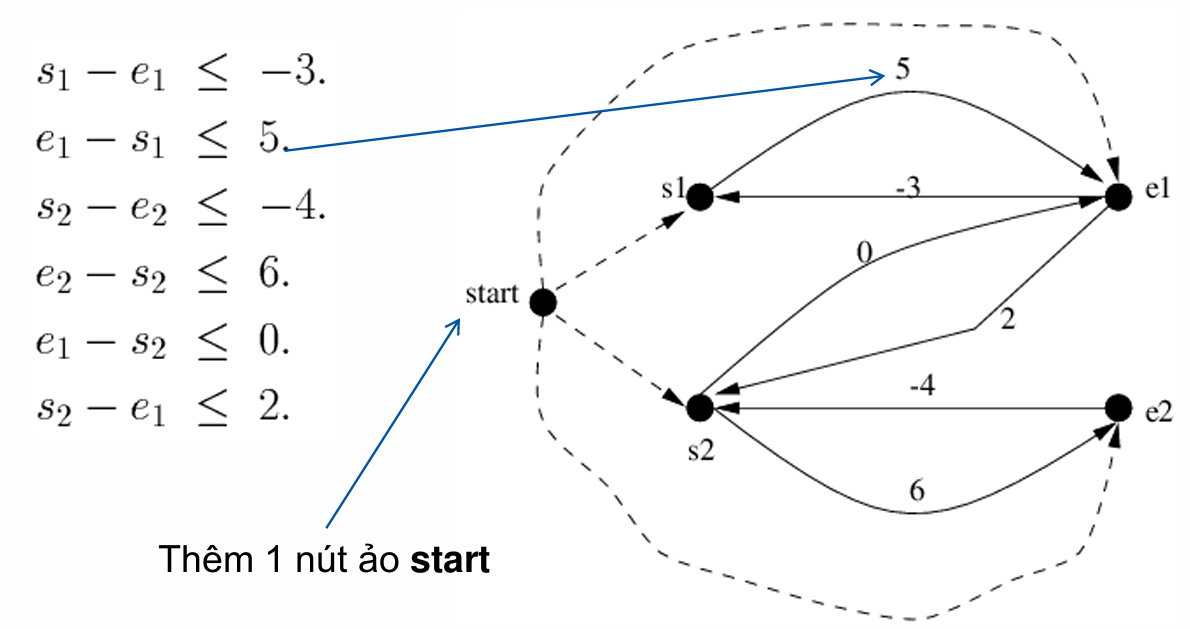 s₁ − e₁ ≤ −3.
e₁ − s₁ ≤ 5.
s₂ − e₂ ≤ −4.
e₂ − s₂ ≤ 6.
e₁ − s₂ ≤ 0.
s₂ − e₁ ≤ 2.
5
s1
-3
e1
0
start
2
-4
e2
s2
6
Thêm 1 nút ảo start